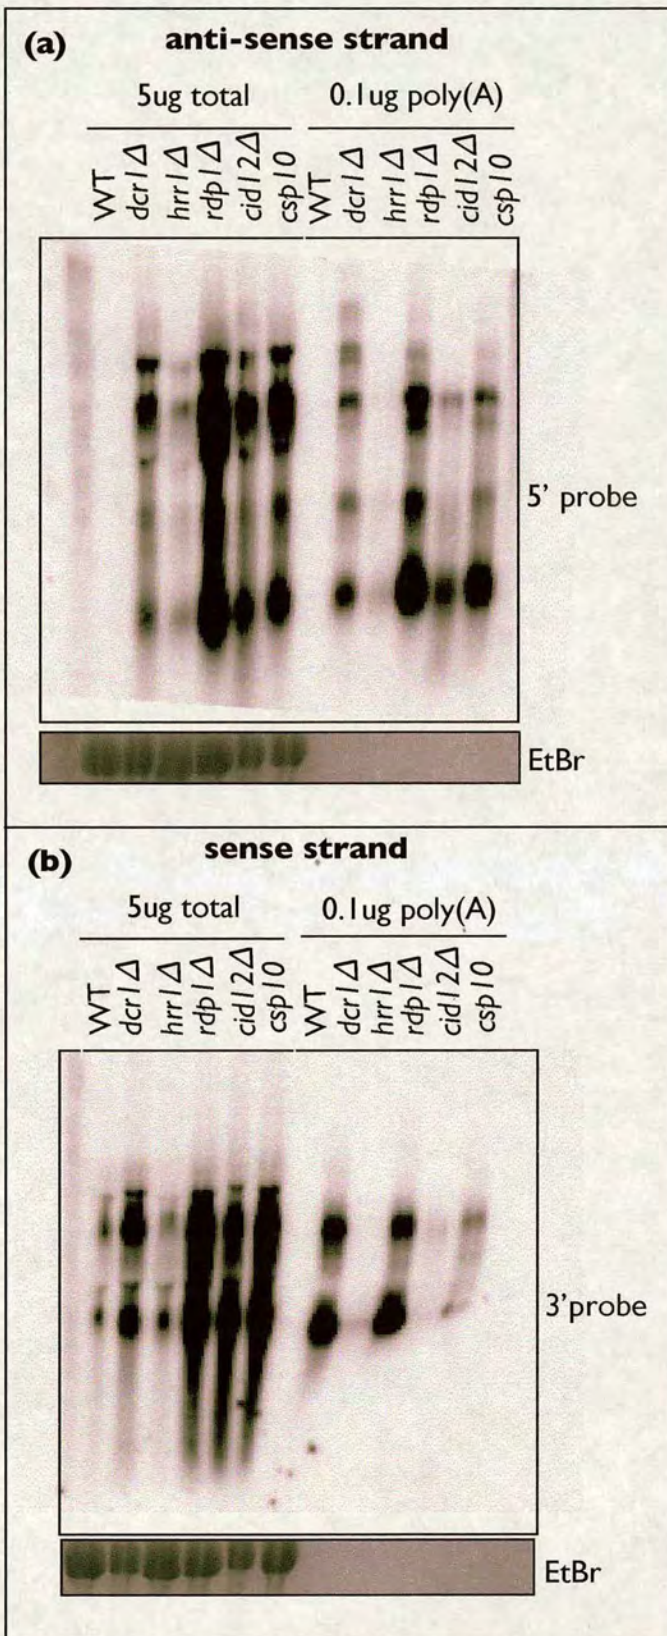 (a) anti-sense strand
5ug total 0.1ug poly(A)
WT dcr1Δ hrr1Δ rdp1Δ cid12Δ csp10 WT dcr1Δ hrr1Δ rdp1Δ cid12Δ csp10
5' probe
EtBr
(b) sense strand
5ug total 0.1ug poly(A)
WT dcr1Δ hrr1Δ rdp1Δ cid12Δ csp10 WT dcr1Δ hrr1Δ rdp1Δ cid12Δ csp10
3'probe
EtBr